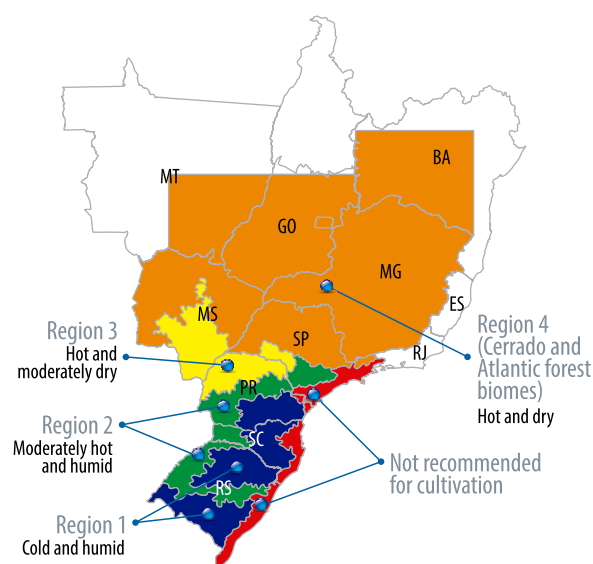 BA
MT
GO
MG
ES
MS
SP
RJ
PR
SC
RS
Region 3
Hot and
moderately dry
Region 2
Moderately hot
and humid
Region 1
Cold and humid
Region 4
(Cerrado and
Atlantic forest
biomes)
Hot and dry
Not recommended
for cultivation